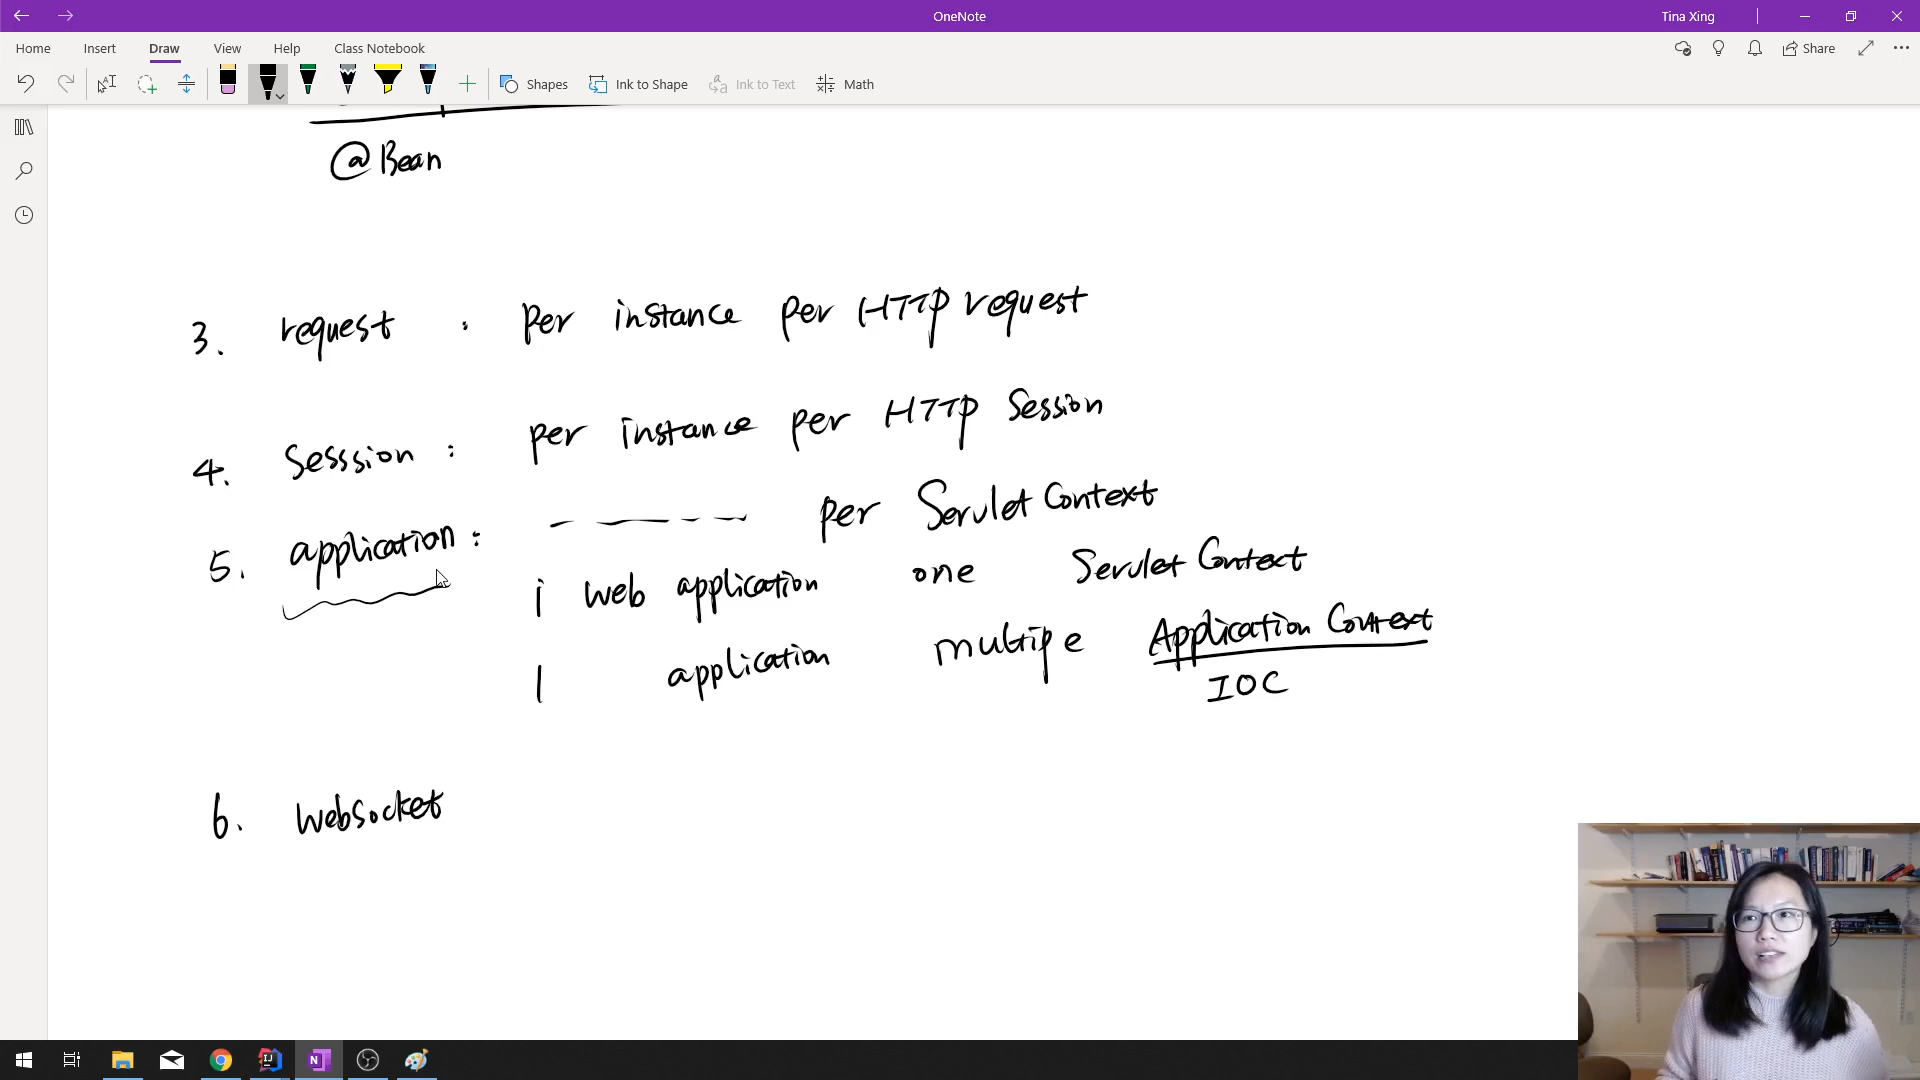 OneNote
Tina Xing
Home Insert Draw View Help Class Notebook
Share
Shapes Ink to Shape Ink to Text Math
@Bean
3. request : per instance per HTTP request
4. Sesssion : per instance per HTTP Session
5. application : per Servlet Context
1 web application one Servlet Context
1 application multiple Application Context
IOC
6. websocket